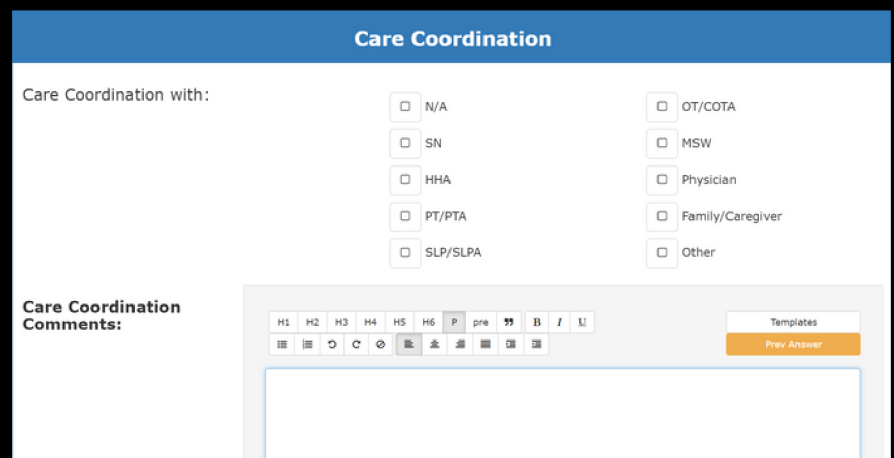 Care Coordination
Care Coordination with:
N/A
OT/COTA
SN
MSW
HHA
Physician
PT/PTA
Family/Caregiver
SLP/SLPA
Other
Care Coordination
Comments:
H1 H2 H3 H4 H5 H6 P pre ❞ B I U
Templates
Prev Answer